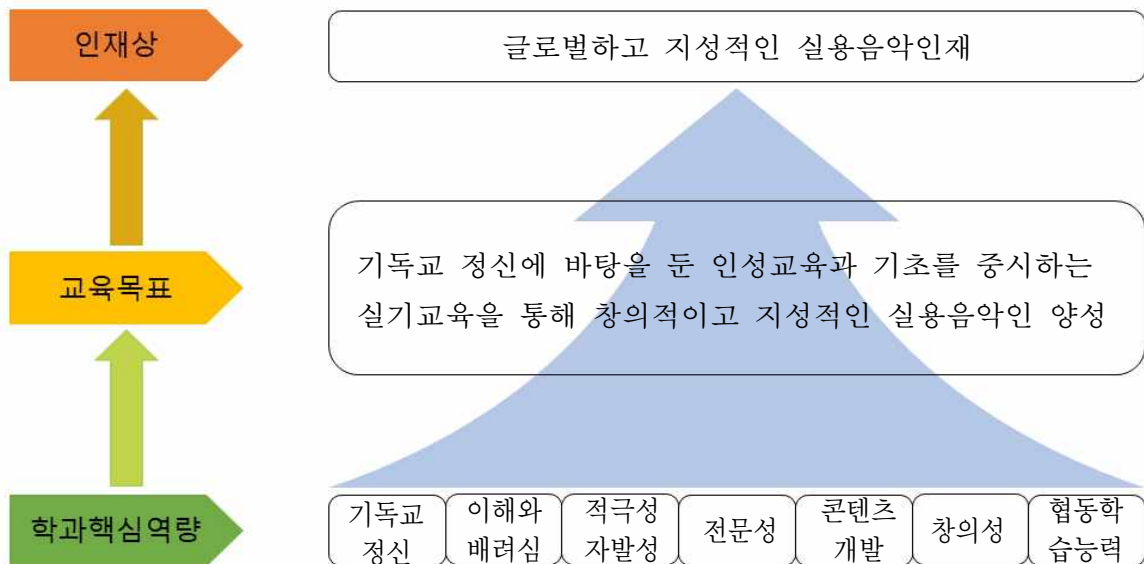 인재상
글로벌하고 지성적인 실용음악인재
교육목표
기독교 정신에 바탕을 둔 인성교육과 기초를 중시하는
실기교육을 통해 창의적이고 지성적인 실용음악인 양성
학과핵심역량
기독교
정신
이해와
배려심
적극성
자발성
전문성
콘텐츠
개발
창의성
협동학
습능력